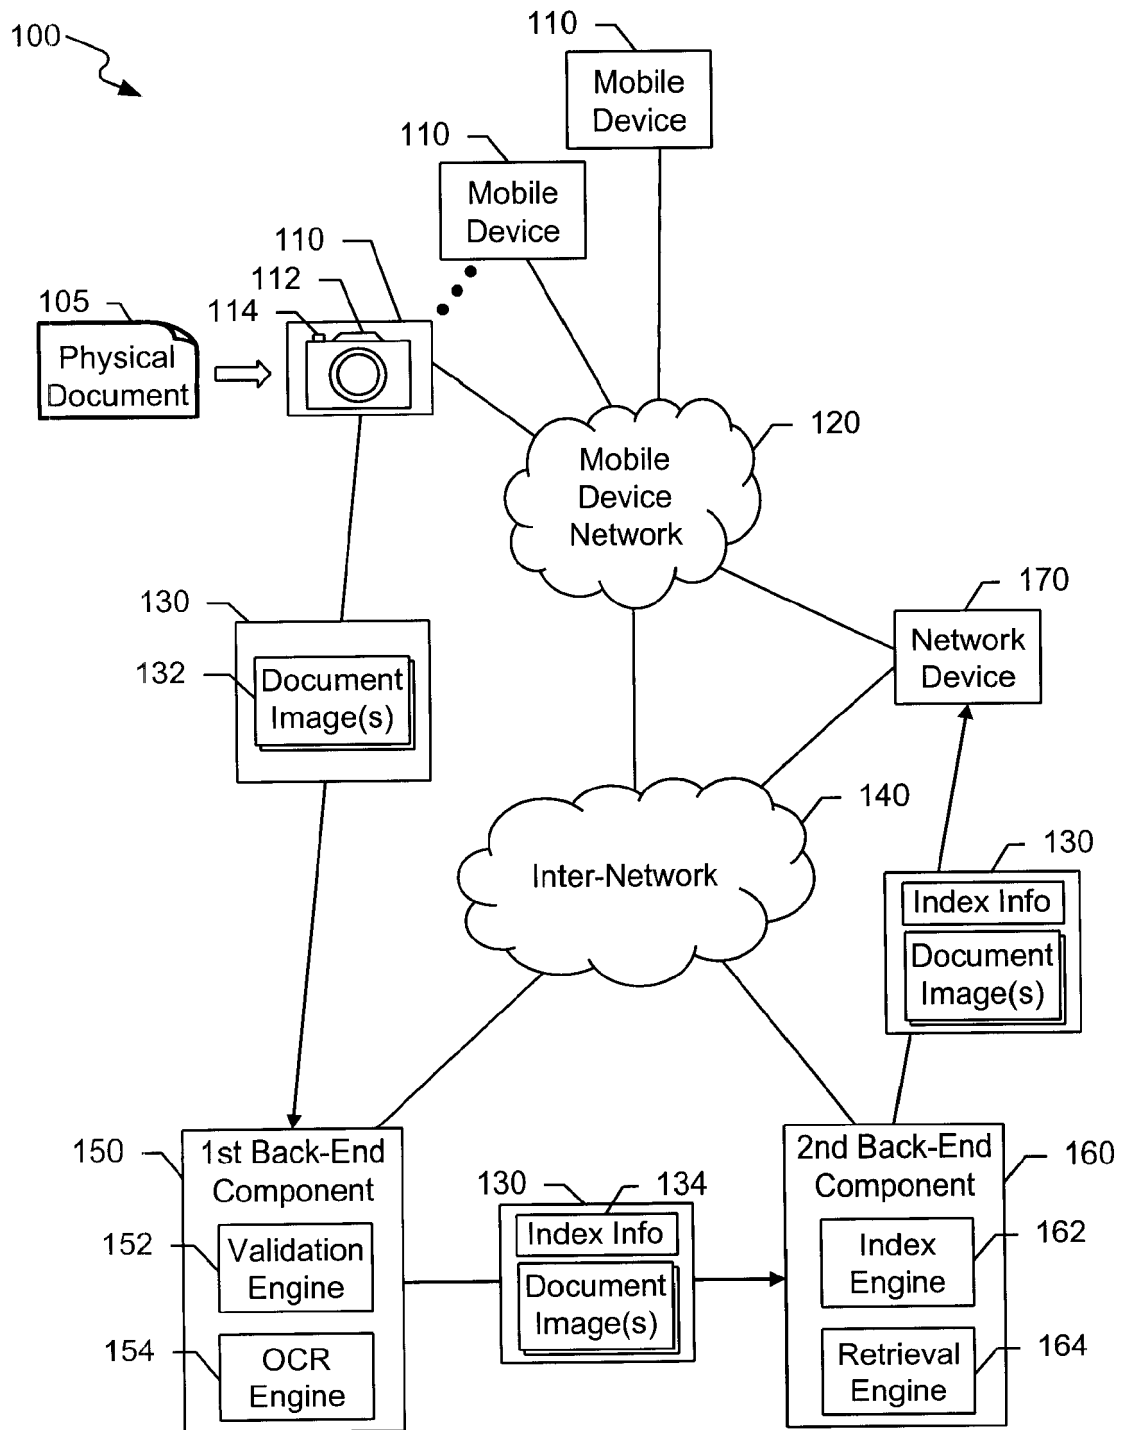 100
110
Mobile
Device
110
Mobile
Device
110
112
114
105
Physical
Document
120
Mobile
Device
Network
130
132
Document
Image(s)
170
Network
Device
140
Inter-Network
130
Index Info
Document
Image(s)
150
1st Back-End
Component
152
Validation
Engine
154
OCR
Engine
130
134
Index Info
Document
Image(s)
2nd Back-End
Component
160
Index
Engine
162
Retrieval
Engine
164